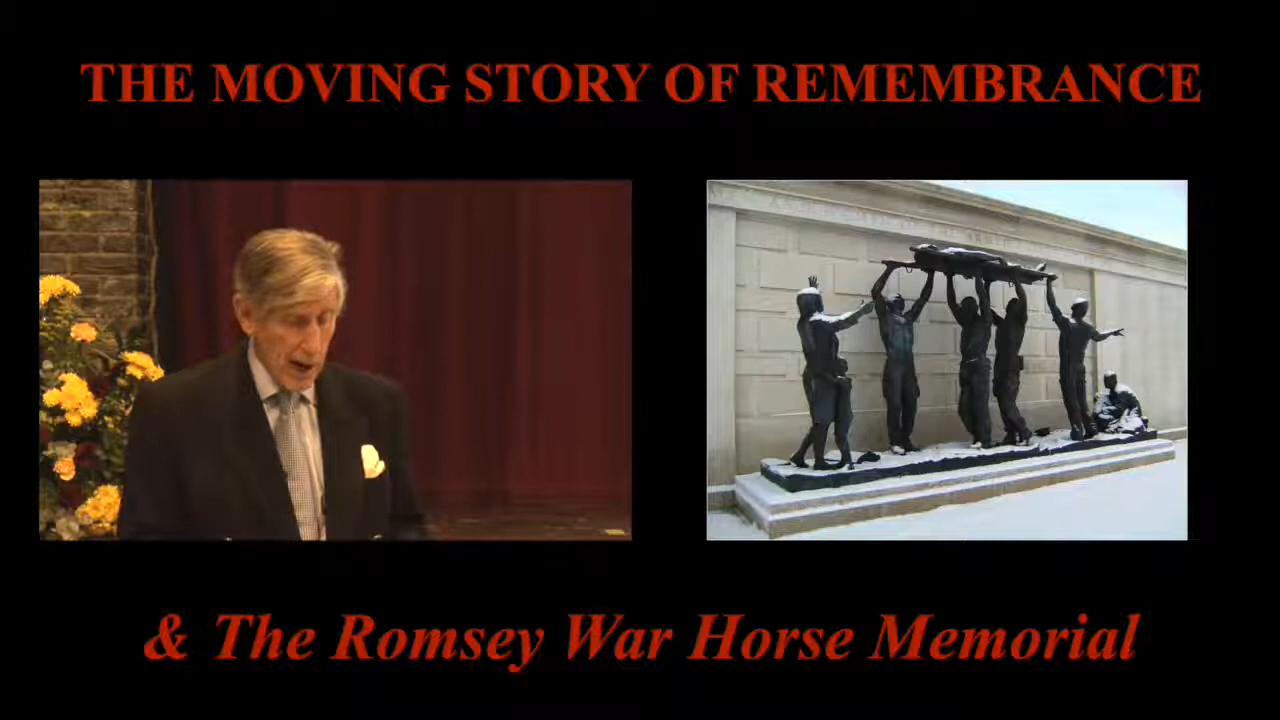 THE MOVING STORY OF REMEMBRANCE
& The Romsey War Horse Memorial